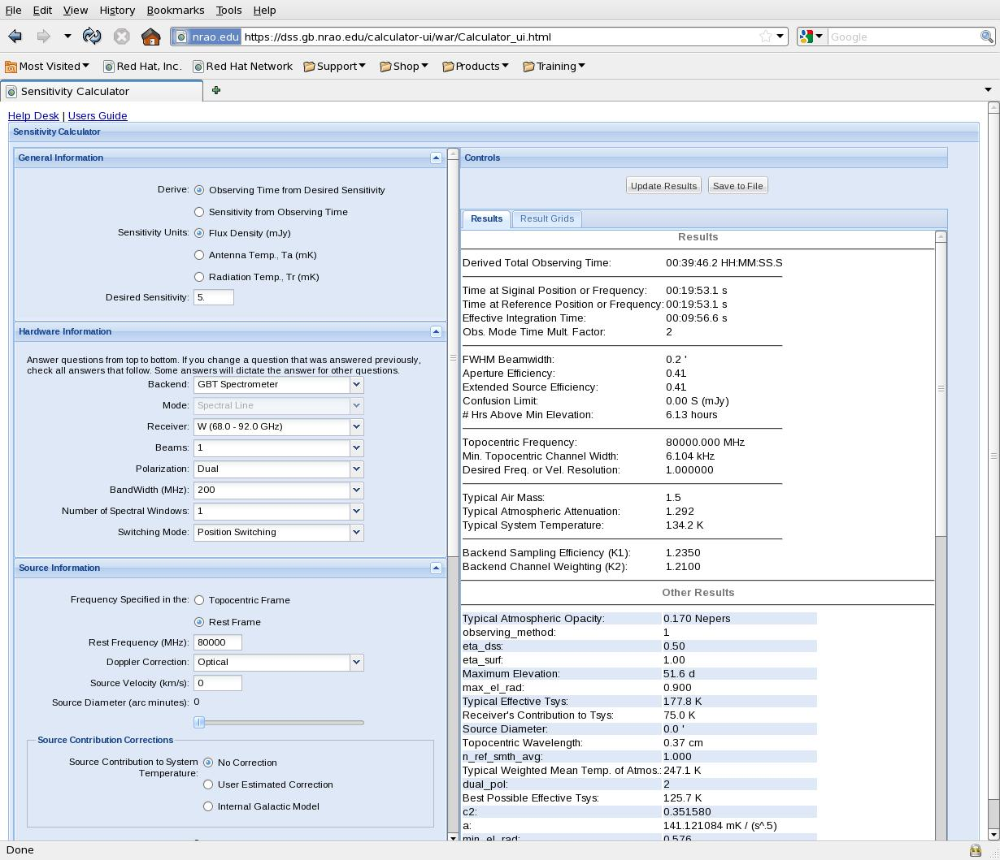 File Edit View History Bookmarks Tools Help
nrao.edu https://dss.gb.nrao.edu/calculator-ui/war/Calculator_ui.html Google
Most Visited Red Hat, Inc. Red Hat Network Support Shop Products Training
Sensitivity Calculator
Help Desk | Users Guide
Sensitivity Calculator
General Information
Derive: Observing Time from Desired Sensitivity
Sensitivity from Observing Time
Sensitivity Units: Flux Density (mJy)
Antenna Temp., Ta (mK)
Radiation Temp., Tr (mK)
Desired Sensitivity: 5.
Hardware Information
Answer questions from top to bottom. If you change a question that was answered previously,
check all answers that follow. Some answers will dictate the answer for other questions.
Backend: GBT Spectrometer
Mode: Spectral Line
Receiver: W (68.0 - 92.0 GHz)
Beams: 1
Polarization: Dual
BandWidth (MHz): 200
Number of Spectral Windows: 1
Switching Mode: Position Switching
Source Information
Frequency Specified in the: Topocentric Frame
Rest Frame
Rest Frequency (MHz): 80000
Doppler Correction: Optical
Source Velocity (km/s): 0
Source Diameter (arc minutes): 0
Source Contribution Corrections
Source Contribution to System
Temperature:
No Correction
User Estimated Correction
Internal Galactic Model
Controls
Update Results Save to File
Results Result Grids
Results
Derived Total Observing Time: 00:39:46.2 HH:MM:SS.S
Time at Siginal Position or Frequency: 00:19:53.1 s
Time at Reference Position or Frequency: 00:19:53.1 s
Effective Integration Time: 00:09:56.6 s
Obs. Mode Time Mult. Factor: 2
FWHM Beamwidth: 0.2 '
Aperture Efficiency: 0.41
Extended Source Efficiency: 0.41
Confusion Limit: 0.00 S (mJy)
# Hrs Above Min Elevation: 6.13 hours
Topocentric Frequency: 80000.000 MHz
Min. Topocentric Channel Width: 6.104 kHz
Desired Freq. or Vel. Resolution: 1.000000
Typical Air Mass: 1.5
Typical Atmospheric Attenuation: 1.292
Typical System Temperature: 134.2 K
Backend Sampling Efficiency (K1): 1.2350
Backend Channel Weighting (K2): 1.2100
Other Results
Typical Atmospheric Opacity: 0.170 Nepers
observing_method: 1
eta_dss: 0.50
eta_surf: 1.00
Maximum Elevation: 51.6 d
max_el_rad: 0.900
Typical Effective Tsys: 177.8 K
Receiver's Contribution to Tsys: 75.0 K
Source Diameter: 0.0 '
Topocentric Wavelength: 0.37 cm
n_ref_smth_avg: 1.000
Typical Weighted Mean Temp. of Atmos.: 247.1 K
dual_pol: 2
Best Possible Effective Tsys: 125.7 K
c2: 0.351580
a: 141.121084 mK / (s^.5)
min_el_rad: 0.576
Done